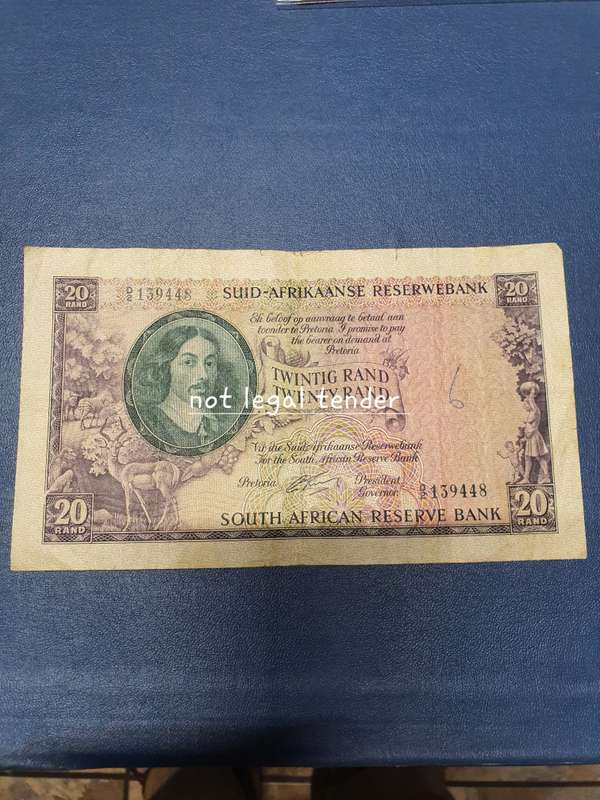 20
RAND
D/2 139448
SUID-AFRIKAANSE RESERWEBANK
20
RAND
Ek beloof op aanvraag te betaal aan
toonder te Pretoria I promise to pay
the bearer on demand at
Pretoria
TWINTIG RAND
TWENTY RAND
not legal tender
6
Vir die Suid-Afrikaanse Reserwebank
For the South African Reserve Bank
Pretoria
President
Governor.
D/2 139448
20
RAND
SOUTH AFRICAN RESERVE BANK
20
RAND